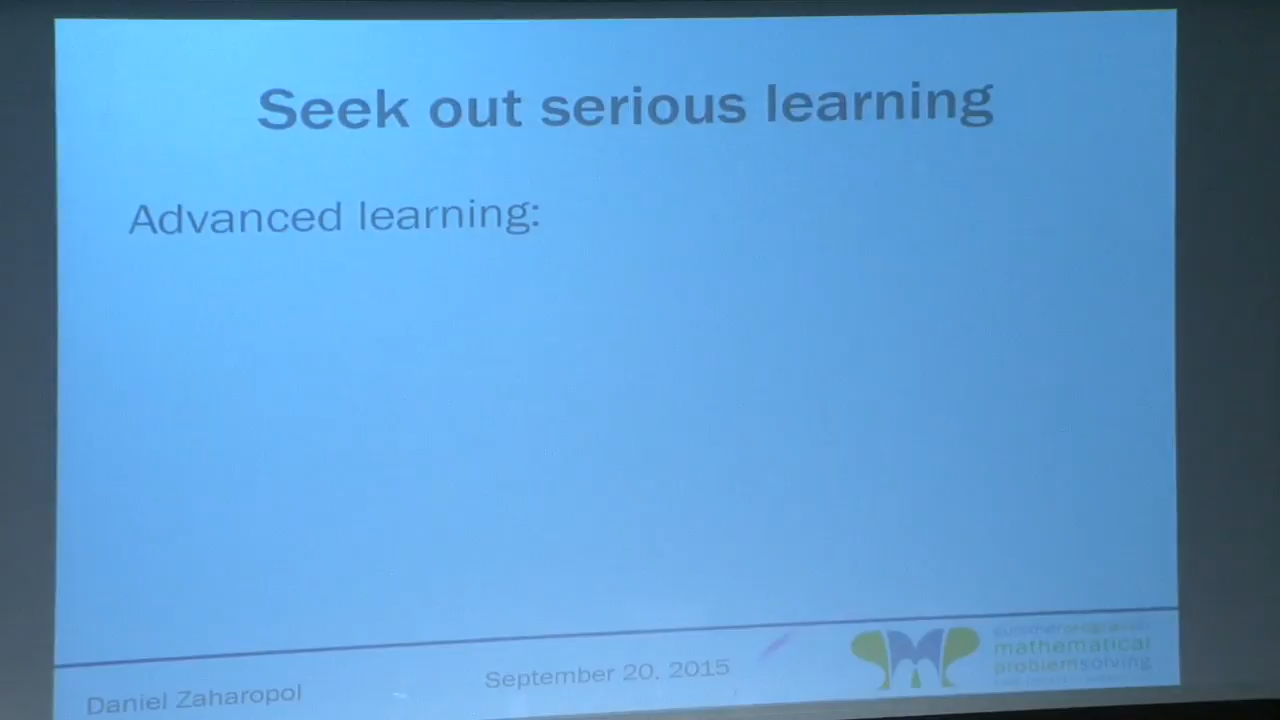 Seek out serious learning
Advanced learning:
Daniel Zaharopol
September 20, 2015
mathematical
problemsolving